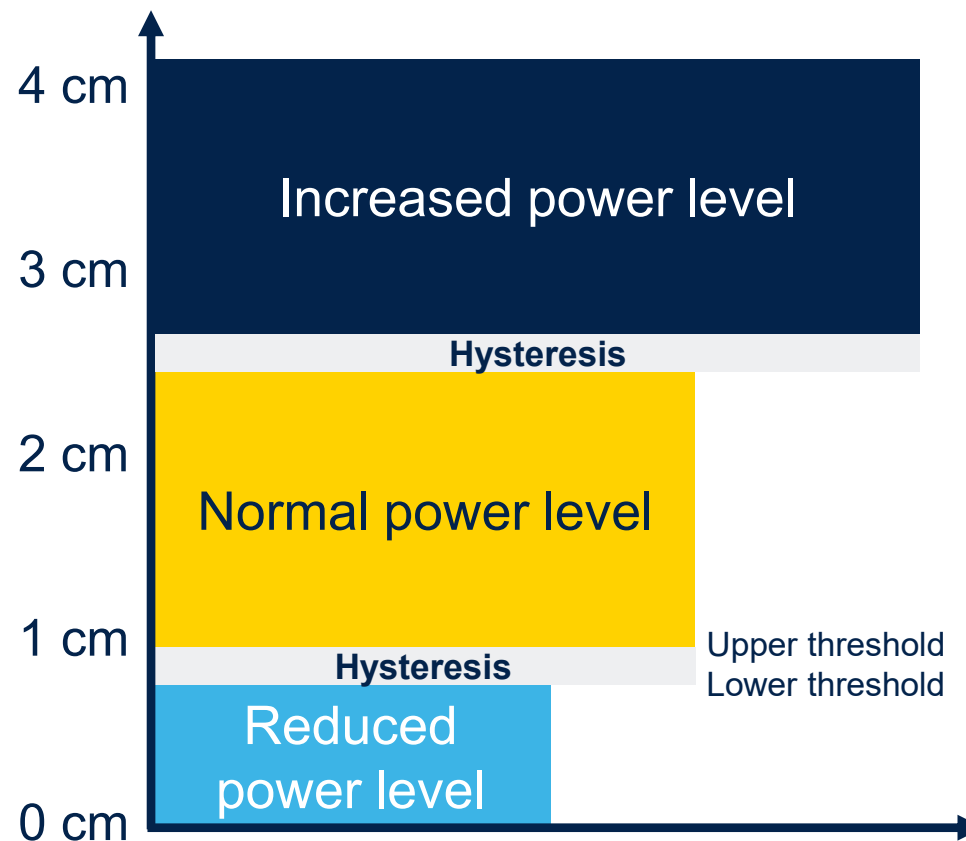 4 cm
Increased power level
3 cm
Hysteresis
2 cm
Normal power level
1 cm
Upper threshold
Hysteresis
Lower threshold
Reduced
power level
0 cm